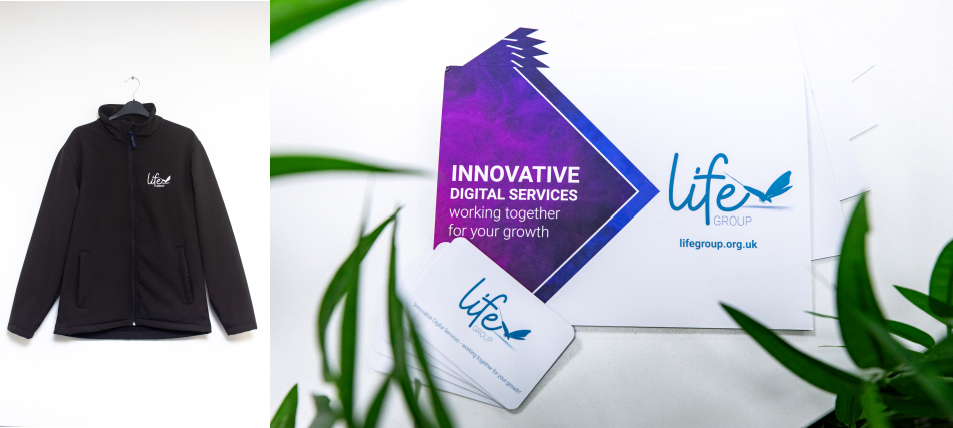 life
INNOVATIVE
DIGITAL SERVICES
working together
for your growth
life
GROUP
lifegroup.org.uk
life
GROUP
Innovative Digital Services - working together for your growth!